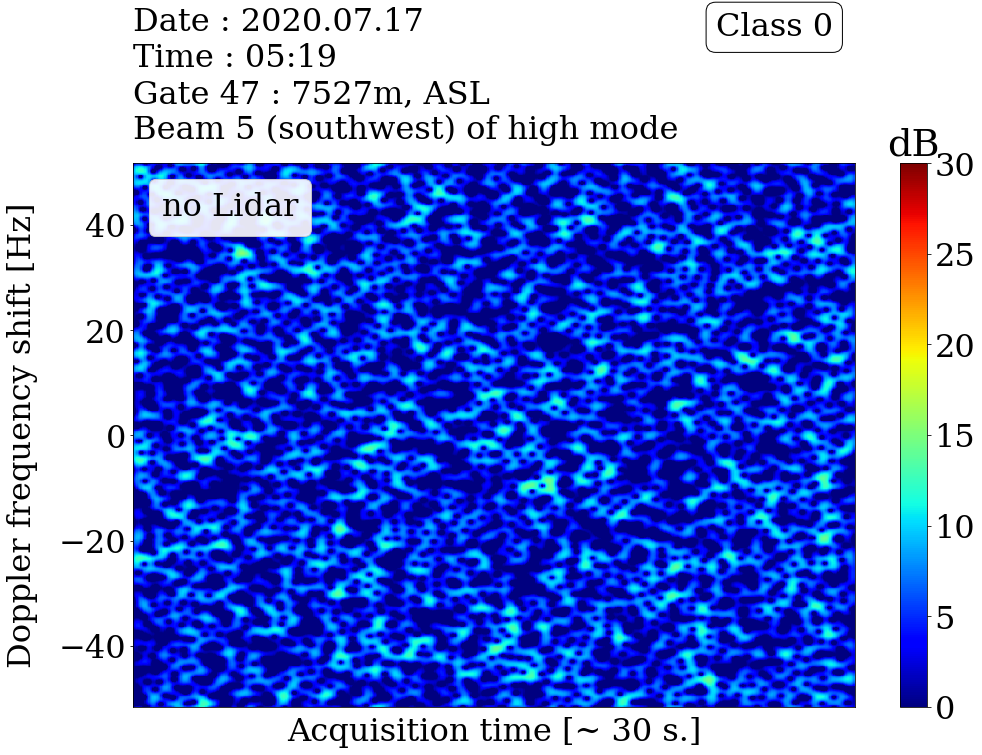 Date : 2020.07.17
Time : 05:19
Gate 47 : 7527m, ASL
Beam 5 (southwest) of high mode
Class 0
dB
no Lidar
Doppler frequency shift [Hz]
40
20
0
−20
−40
Acquisition time [~ 30 s.]
30
25
20
15
10
5
0